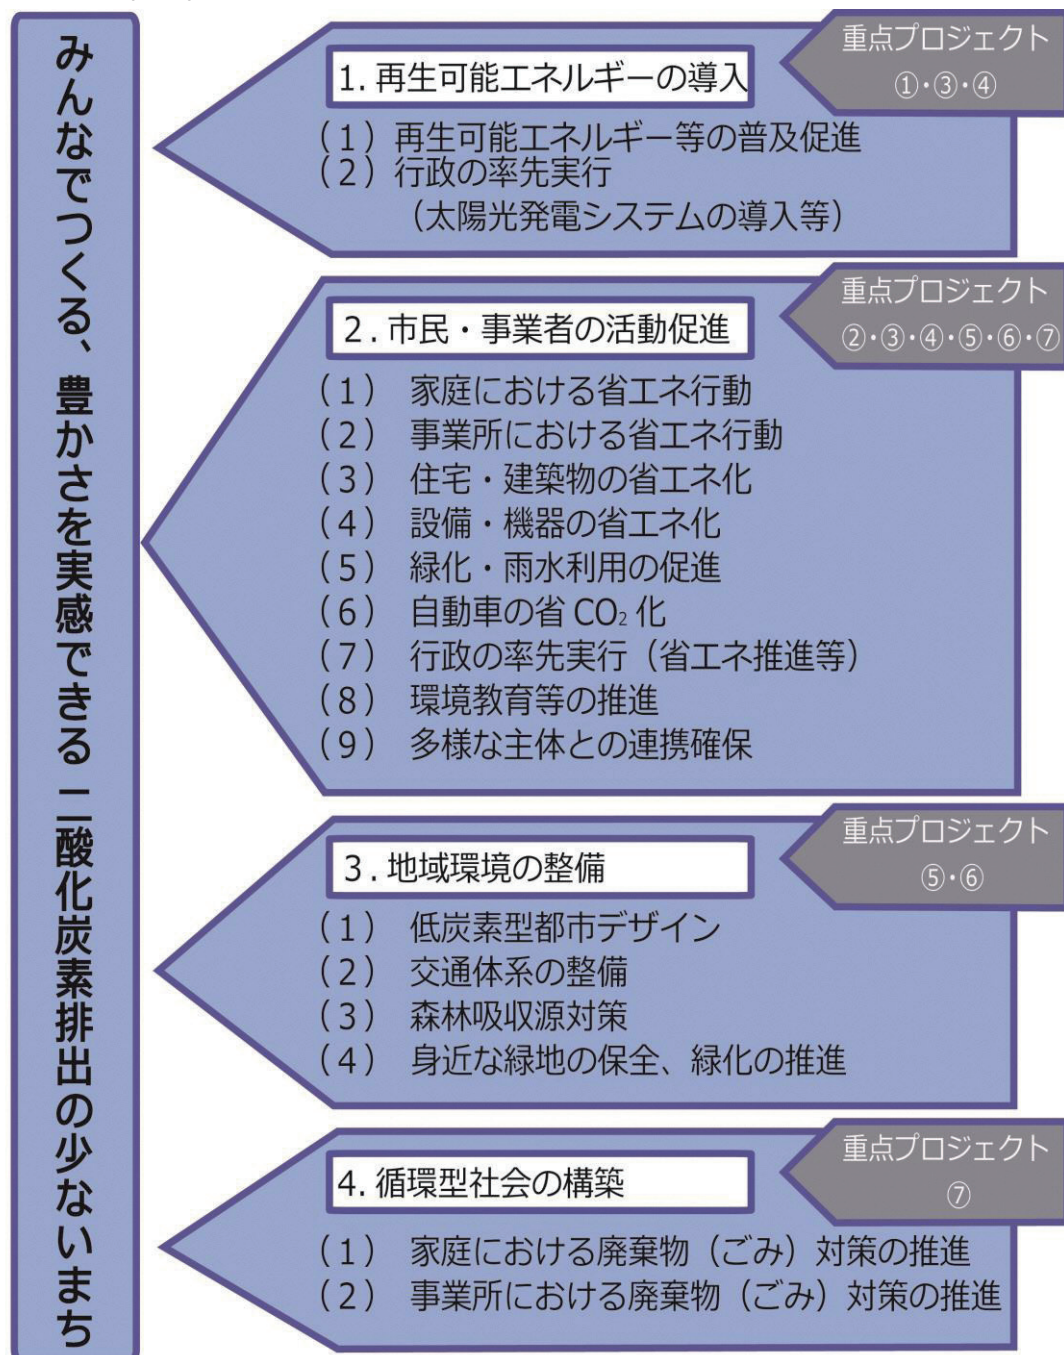 みんなでつくる、豊かさを実感できる 二酸化炭素排出の少ないまち
重点プロジェクト
①・③・④
1. 再生可能エネルギーの導入
（１）再生可能エネルギー等の普及促進
（２）行政の率先実行
（太陽光発電システムの導入等）
重点プロジェクト
②・③・④・⑤・⑥・⑦
２. 市民・事業者の活動促進
（１） 家庭における省エネ行動
（２） 事業所における省エネ行動
（３） 住宅・建築物の省エネ化
（４） 設備・機器の省エネ化
（５） 緑化・雨水利用の促進
（６） 自動車の省 CO₂ 化
（７） 行政の率先実行（省エネ推進等）
（８） 環境教育等の推進
（９） 多様な主体との連携確保
重点プロジェクト
⑤・⑥
３. 地域環境の整備
（１） 低炭素型都市デザイン
（２） 交通体系の整備
（３） 森林吸収源対策
（４） 身近な緑地の保全、緑化の推進
重点プロジェクト
⑦
4. 循環型社会の構築
（１） 家庭における廃棄物（ごみ）対策の推進
（２） 事業所における廃棄物（ごみ）対策の推進